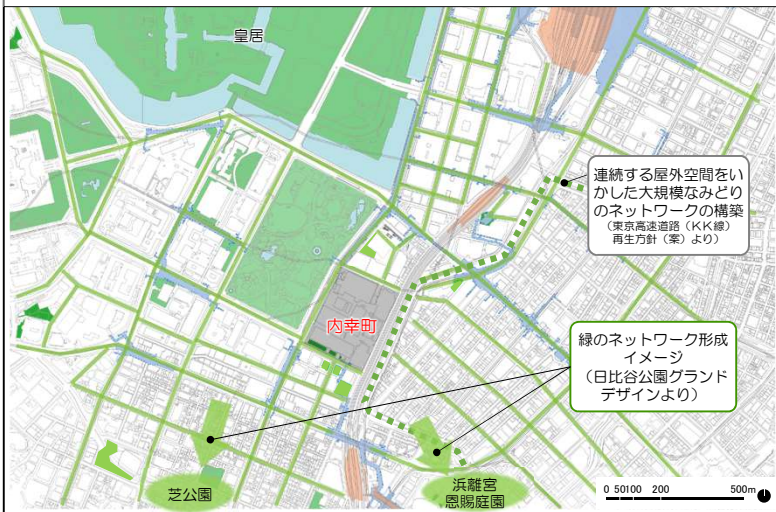 皇居
連続する屋外空間をい
かした大規模なみどり
のネットワークの構築
（東京高速道路（KK線）
再生方針（案）より）
内幸町
緑のネットワーク形成
イメージ
（日比谷公園グランド
デザインより）
芝公園
浜離宮
恩賜庭園
0 50100 200 500m